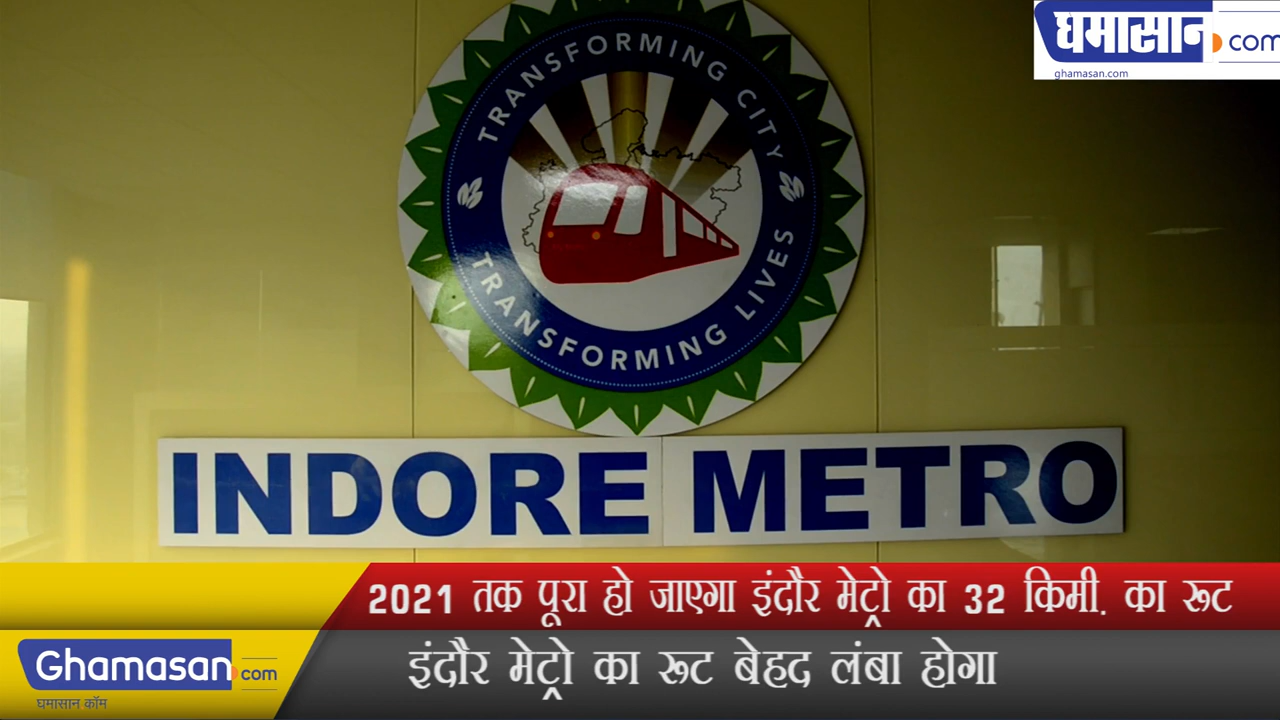 घमासान.com
ghamasan.com
TRANSFORMING CITY
TRANSFORMING LIVES
INDORE METRO
2021 तक पूरा हो जाएगा इंदौर मेट्रो का 32 किमी. का रूट
इंदौर मेट्रो का रूट बेहद लंबा होगा
Ghamasan.com
घमासान कॉम